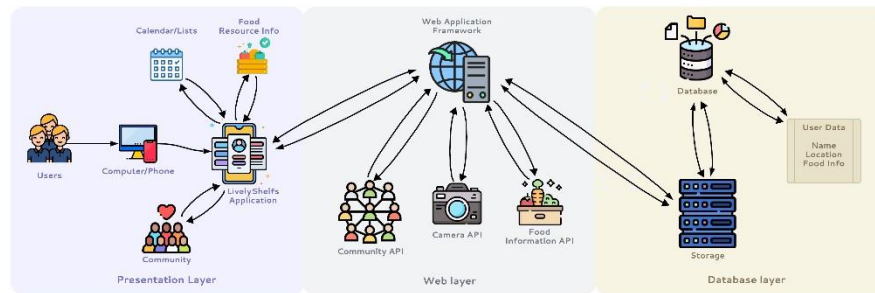 Calendar/Lists
Food
Resource Info
Users
Computer/Phone
LivelyShelfs
Application
Community
Presentation Layer
Web Application
Framework
Community API
Camera API
Food
Information API
Web layer
Database
User Data
Name
Location
Food Info
Storage
Database layer